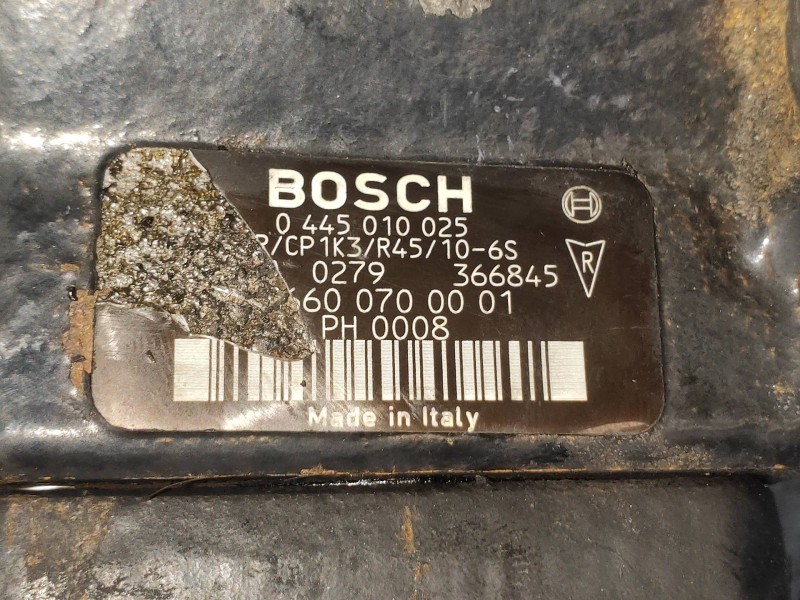 BOSCH
0 445 010 025
/CP1K3/R45/10-6S
R
0279 366845
660 070 00 01
PH 0008
Made in Italy